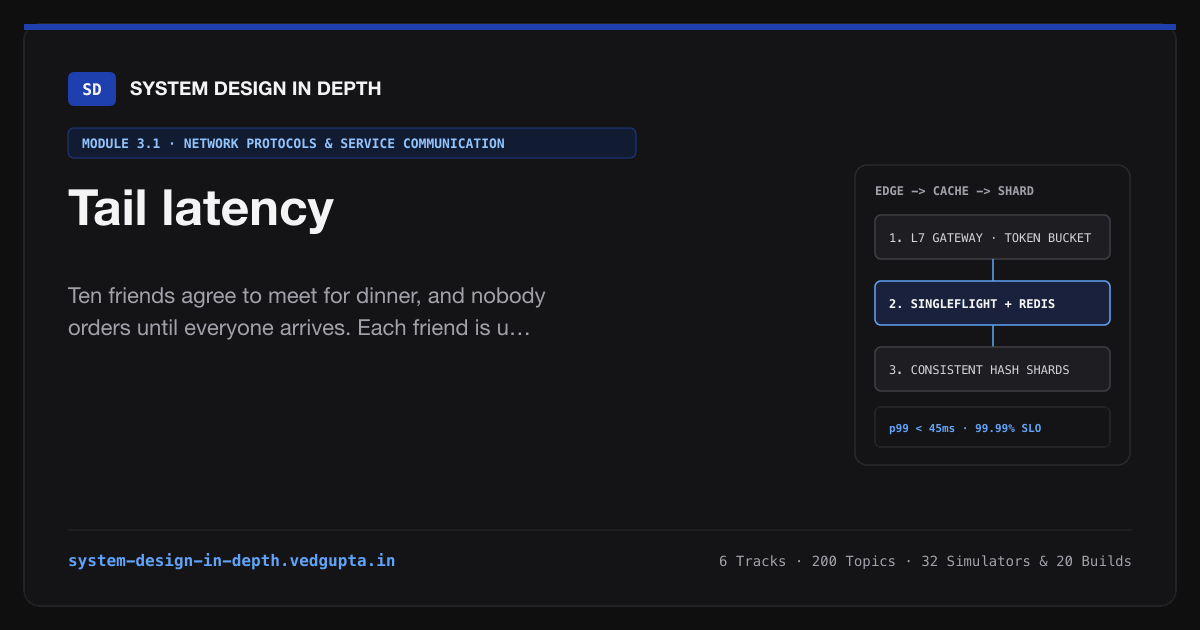 SD
SYSTEM DESIGN IN DEPTH
MODULE 3.1 · NETWORK PROTOCOLS & SERVICE COMMUNICATION
Tail latency
Ten friends agree to meet for dinner, and nobody
orders until everyone arrives. Each friend is u…
EDGE —> CACHE —> SHARD
1. L7 GATEWAY · TOKEN BUCKET
2. SINGLEFLIGHT + REDIS
3. CONSISTENT HASH SHARDS
p99 < 45ms · 99.99% SLO
system-design-in-depth.vedgupta.in
6 Tracks · 200 Topics · 32 Simulators & 20 Builds